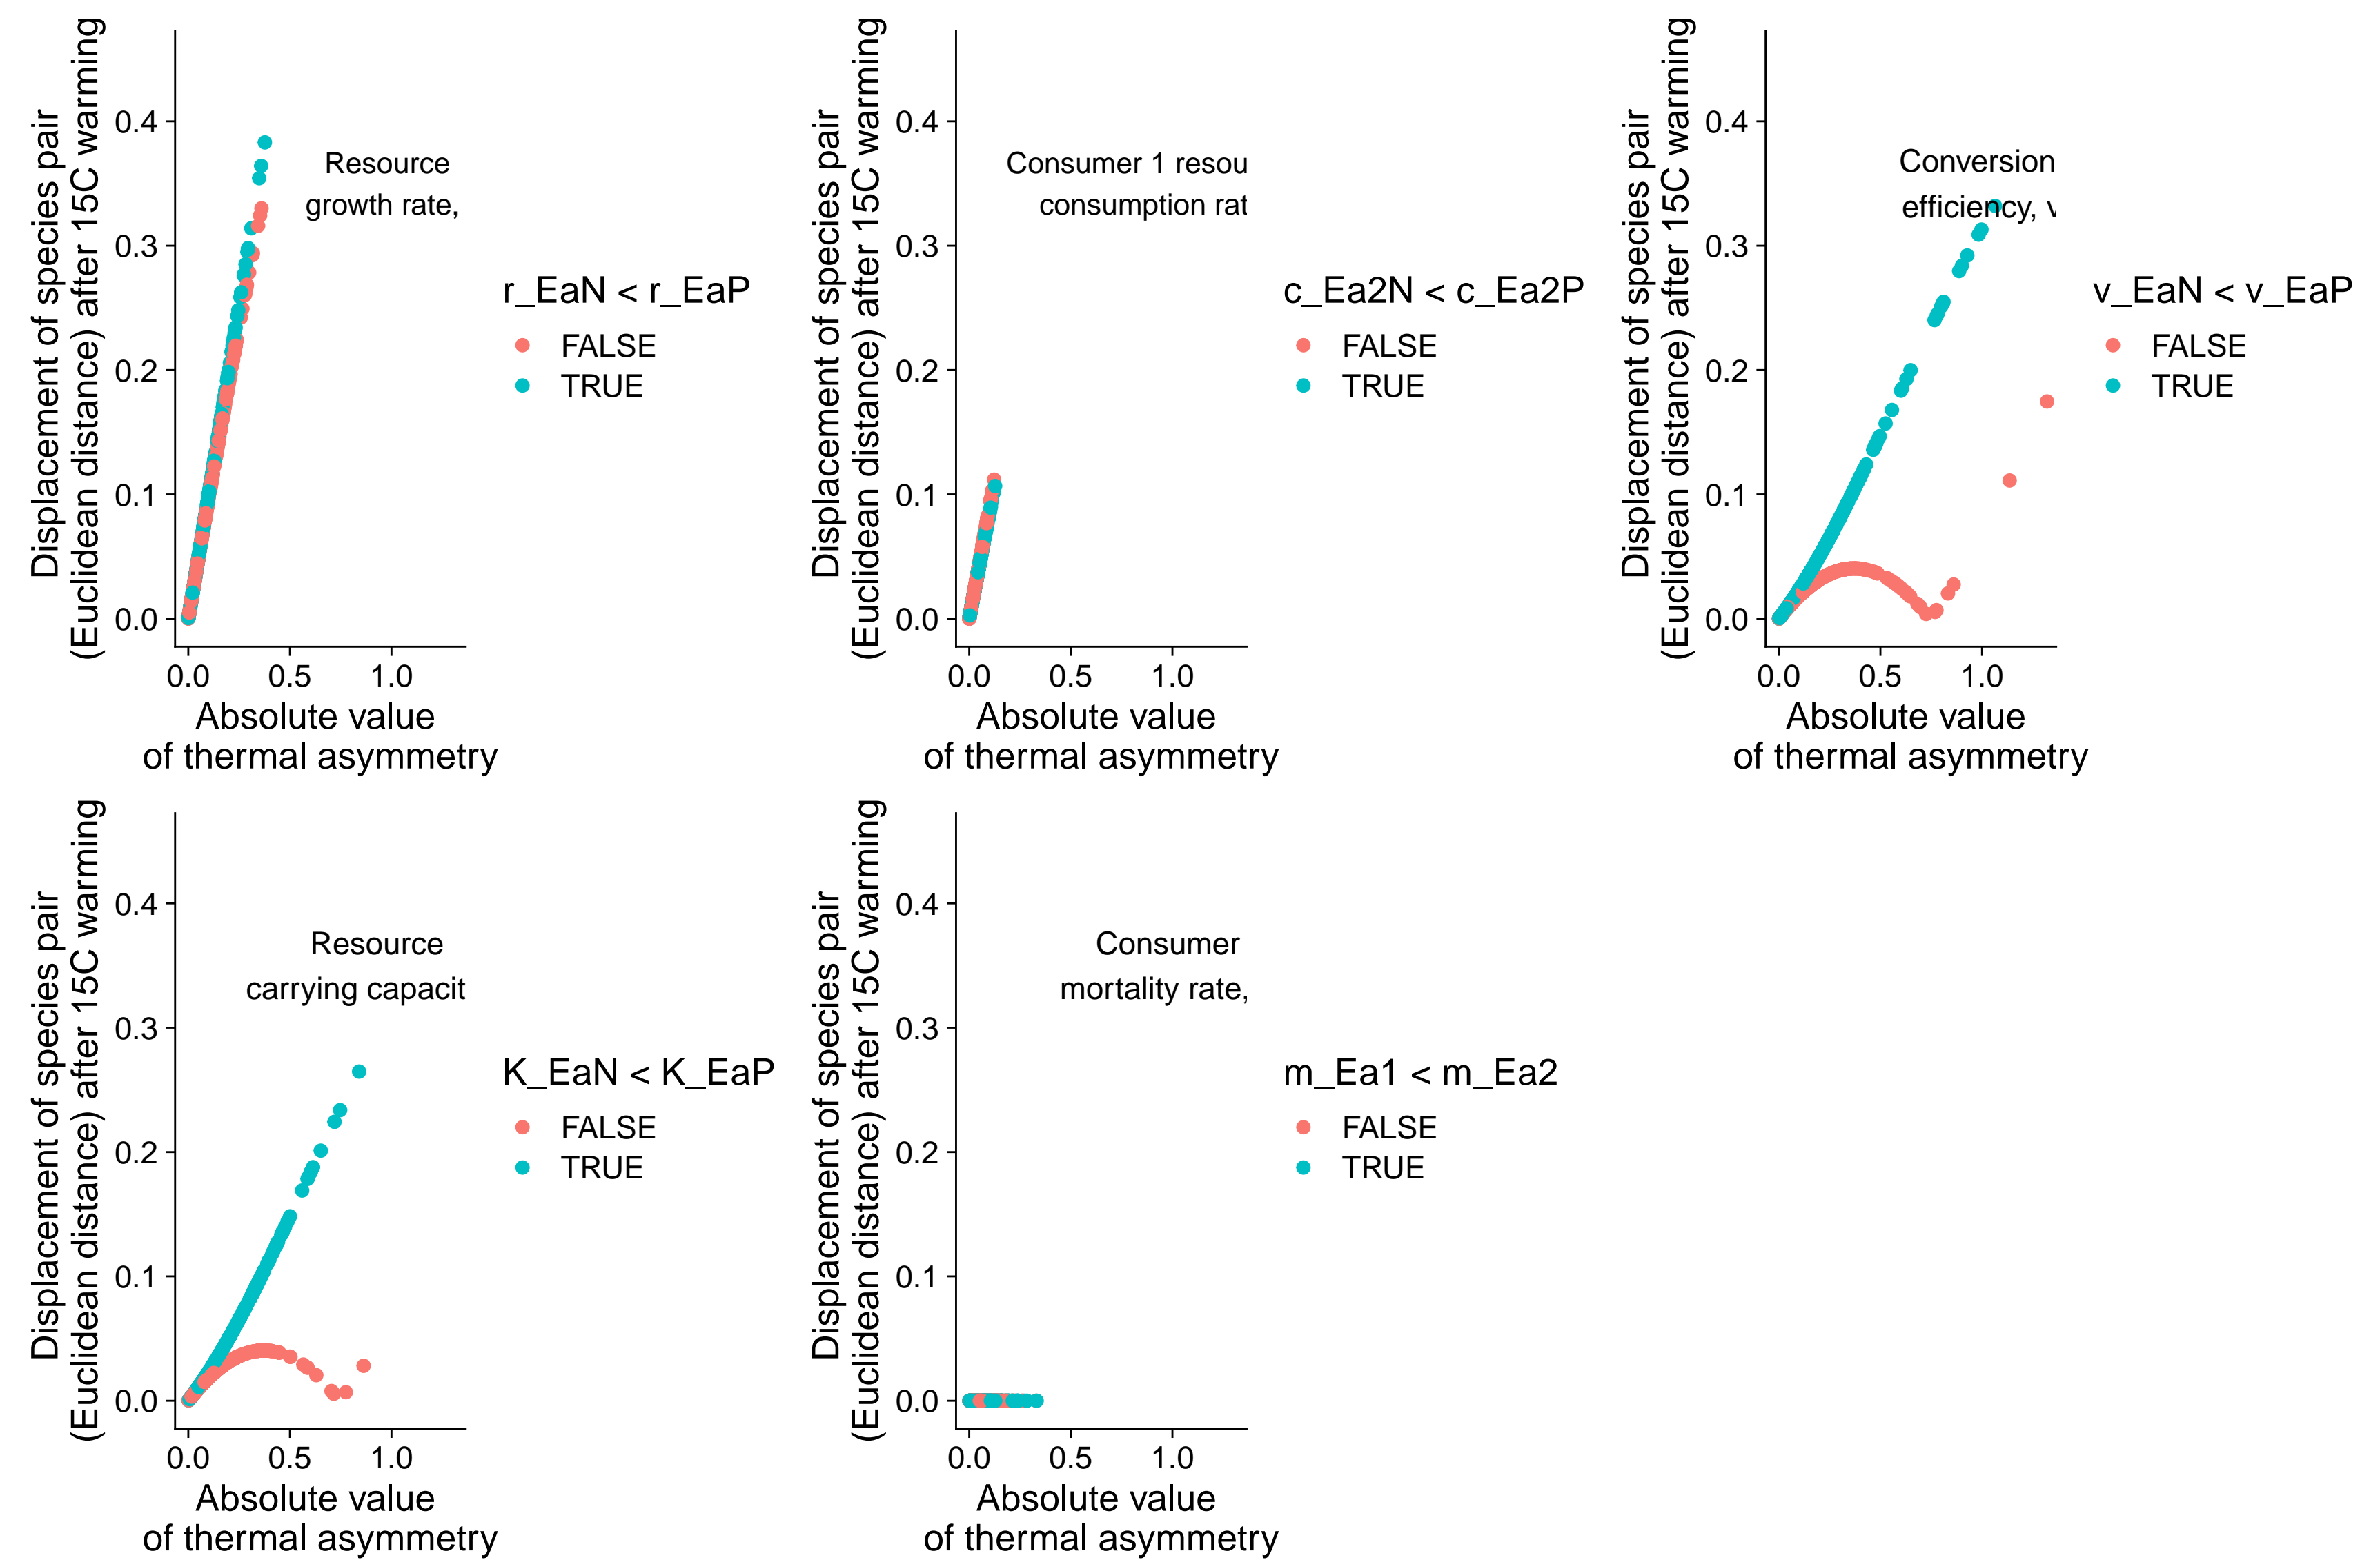 Displacement of species pair
(Euclidean distance) after 15C warming
0.4
0.3
0.2
0.1
0.0
0.0 0.5 1.0
Absolute value
of thermal asymmetry
Resource
growth rate,
r_EaN < r_EaP
FALSE
TRUE
Displacement of species pair
(Euclidean distance) after 15C warming
0.4
0.3
0.2
0.1
0.0
0.0 0.5 1.0
Absolute value
of thermal asymmetry
Consumer 1 resou
consumption rat
c_Ea2N < c_Ea2P
FALSE
TRUE
Displacement of species pair
(Euclidean distance) after 15C warming
0.4
0.3
0.2
0.1
0.0
0.0 0.5 1.0
Absolute value
of thermal asymmetry
Conversion
efficiency, v
v_EaN < v_EaP
FALSE
TRUE
Displacement of species pair
(Euclidean distance) after 15C warming
0.4
0.3
0.2
0.1
0.0
0.0 0.5 1.0
Absolute value
of thermal asymmetry
Resource
carrying capacit
K_EaN < K_EaP
FALSE
TRUE
Displacement of species pair
(Euclidean distance) after 15C warming
0.4
0.3
0.2
0.1
0.0
0.0 0.5 1.0
Absolute value
of thermal asymmetry
Consumer
mortality rate,
m_Ea1 < m_Ea2
FALSE
TRUE